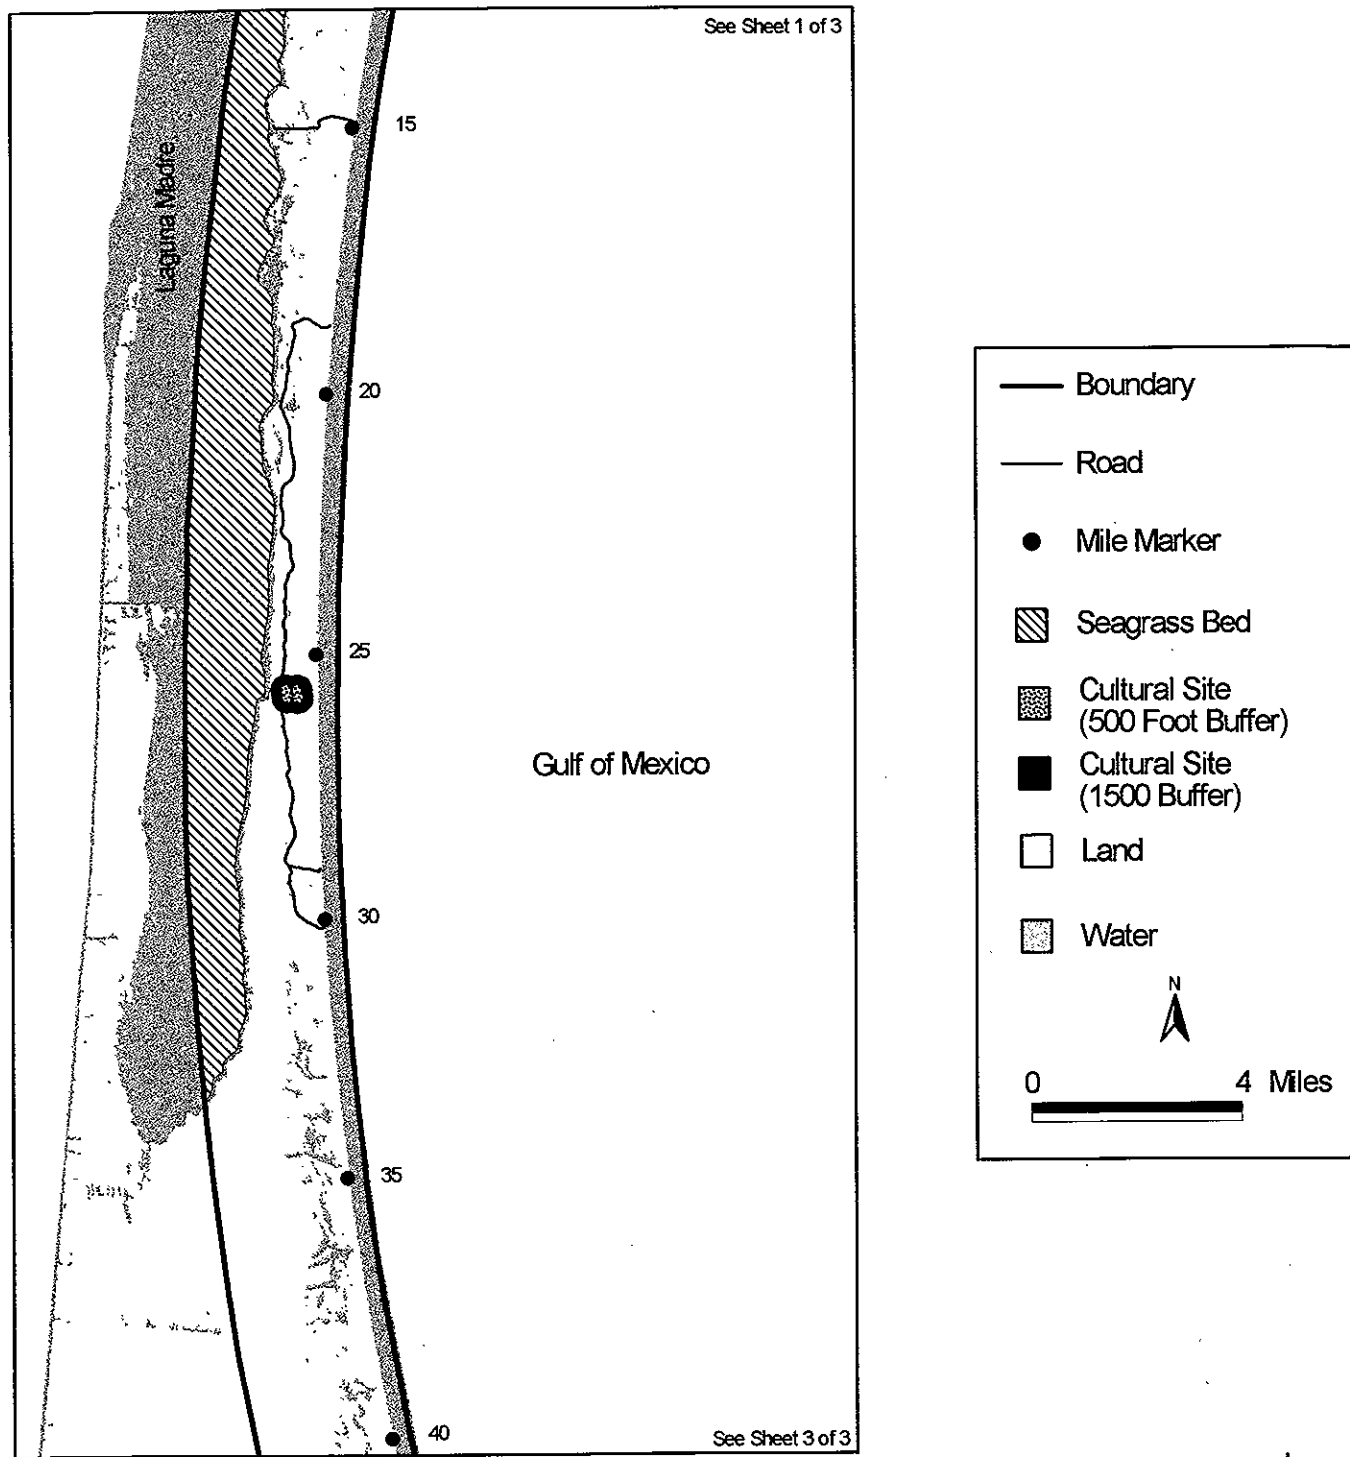 See Sheet 1 of 3
15
Laguna Madre
20
25
Gulf of Mexico
30
35
40
See Sheet 3 of 3
Boundary
Road
Mile Marker
Seagrass Bed
Cultural Site
(500 Foot Buffer)
Cultural Site
(1500 Buffer)
Land
Water
N
0 4 Miles